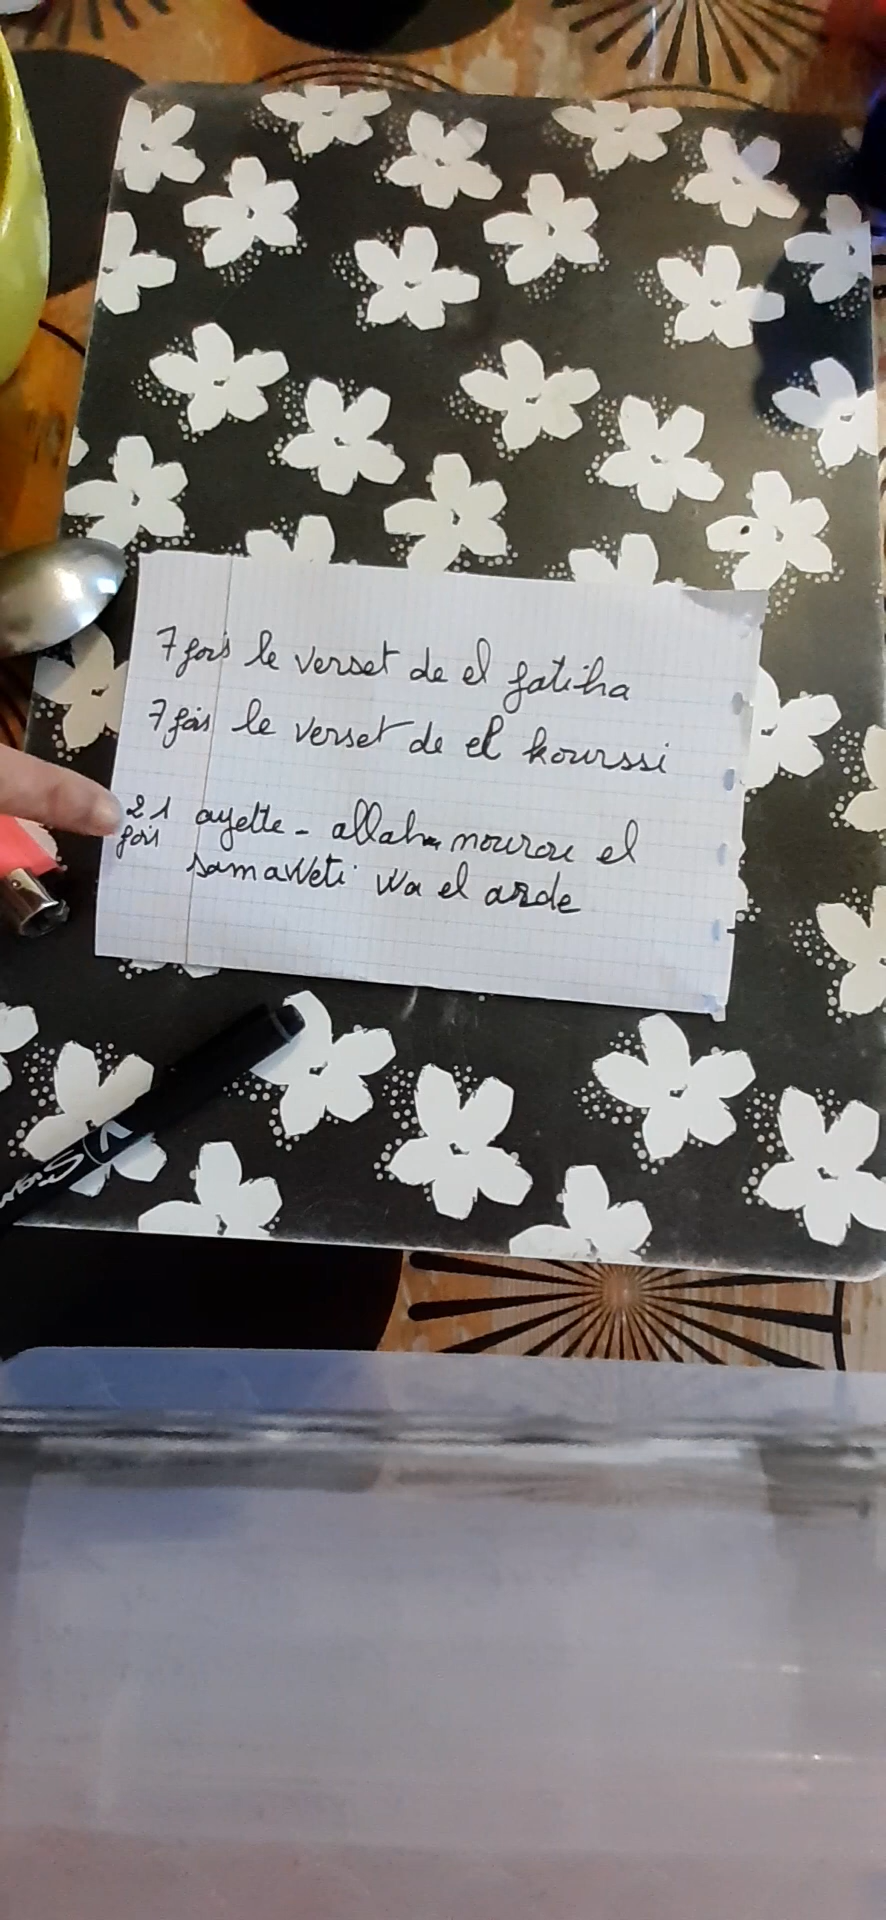 7 fois le verset de el fatiha
7 fois le verset de el kourssi
21 fois ayette - allah nourou el
samaWeti Wa el arde